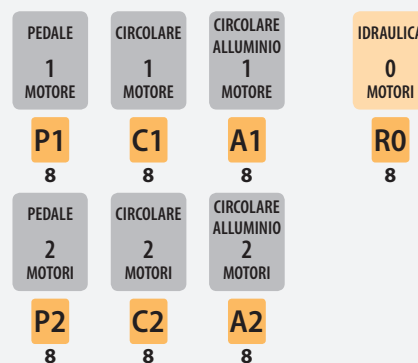 PEDALE
1
MOTORE
P1
8
CIRCOLARE
1
MOTORE
C1
8
CIRCOLARE
ALLUMINIO
1
MOTORE
A1
8
IDRAULICA
0
MOTORI
R0
8
PEDALE
2
MOTORI
P2
8
CIRCOLARE
2
MOTORI
C2
8
CIRCOLARE
ALLUMINIO
2
MOTORI
A2
8